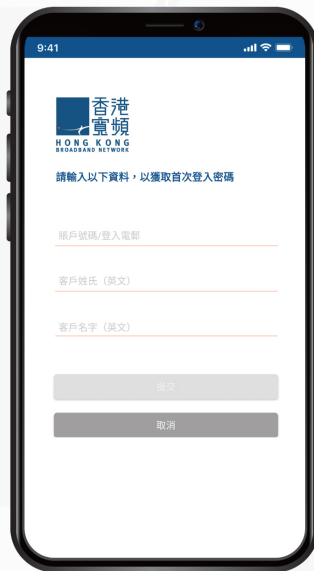 9:41
香港
寬頻
HONG KONG
BROADBAND NETWORK
請輸入以下資料，以獲取首次登入密碼
賬戶號碼/登入電郵
客戶姓氏（英文）
客戶名字（英文）
提交
取消